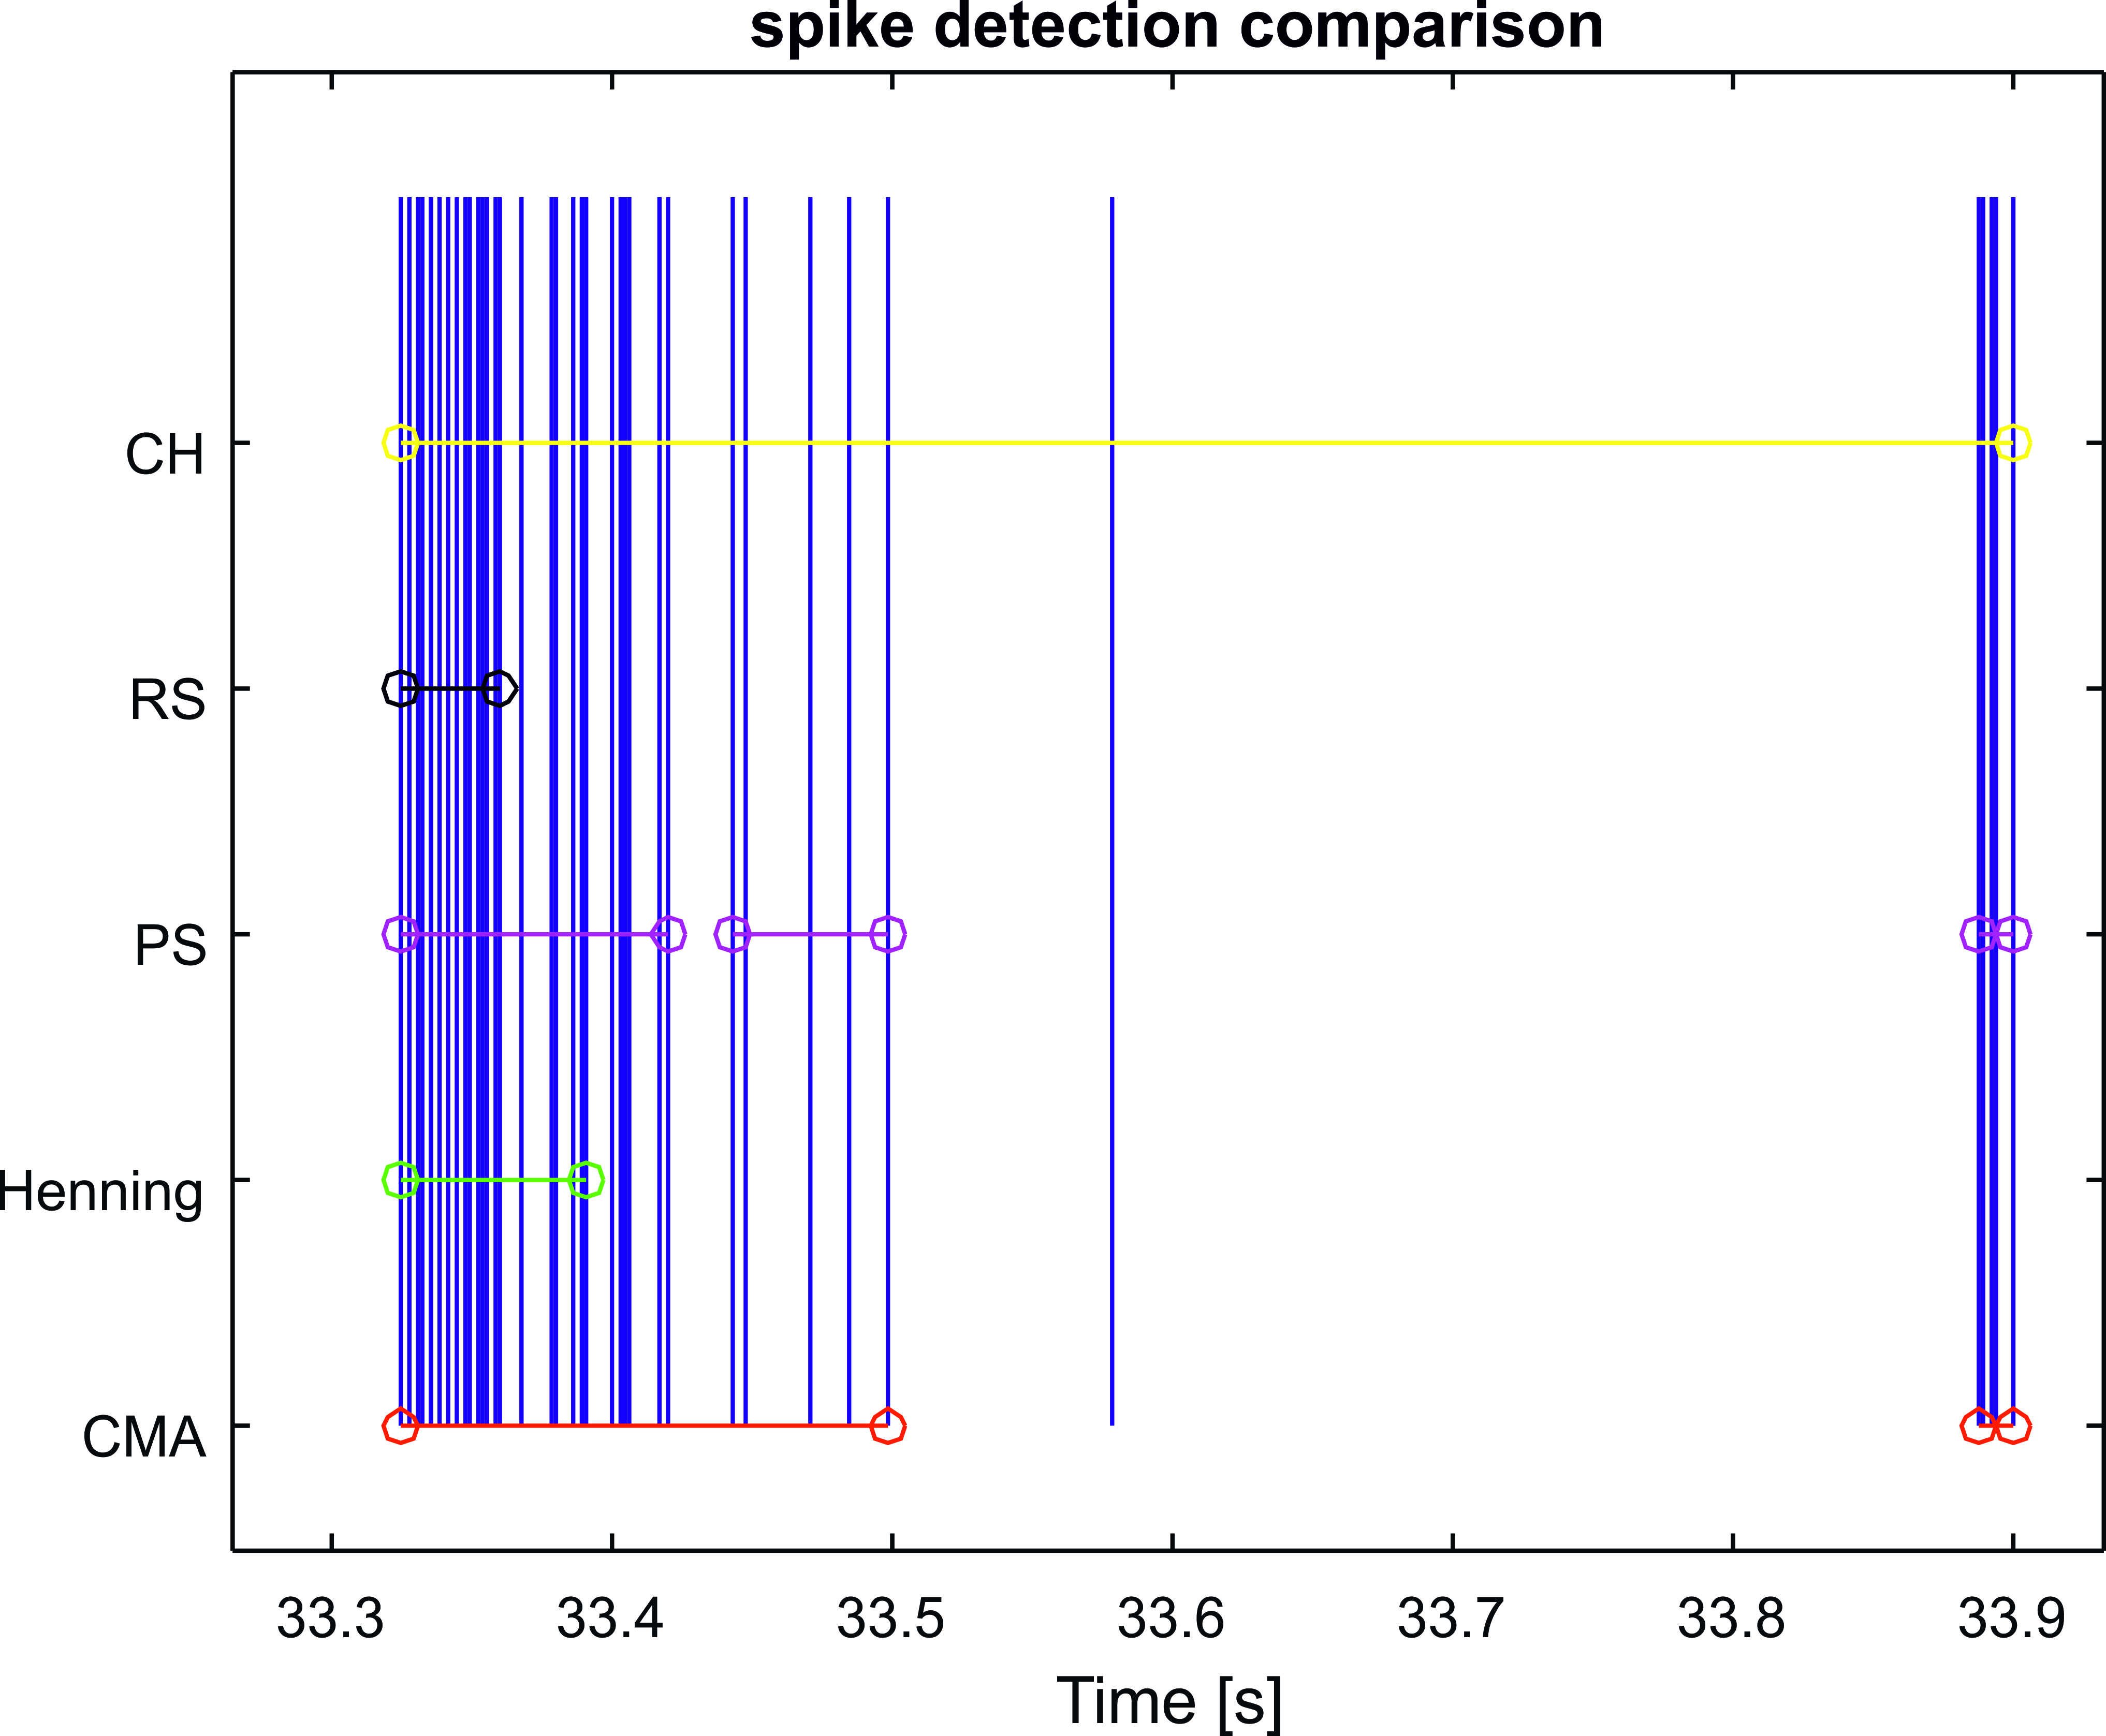 spike detection comparison
CH
RS
PS
Henning
CMA
33.3 33.4 33.5 33.6 33.7 33.8 33.9
Time [s]